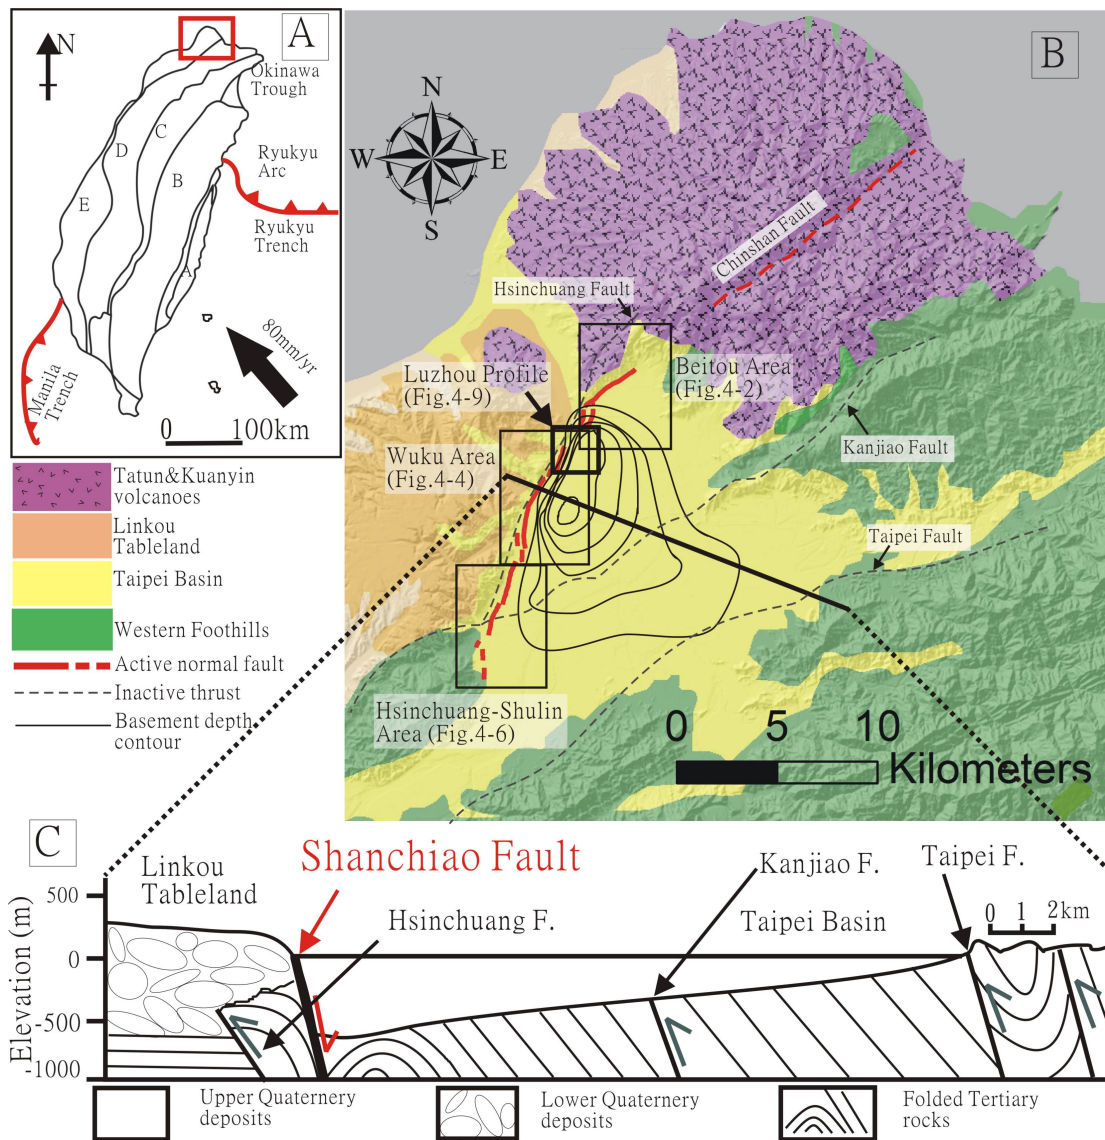 A
N
Okinawa
Trough
C
D
B
Ryukyu
Arc
E
Ryukyu
Trench
A
80mm/yr
Manila
Trench
0 100km
B
N
W E
S
Chinshan Fault
Hsinchuang Fault
Luzhou Profile
(Fig.4-9)
Beitou Area
(Fig.4-2)
Wuku Area
(Fig.4-4)
Kanjiao Fault
Taipei Fault
Hsinchuang-Shulin
Area (Fig.4-6)
0 5 10
Kilometers
Tatun&Kuanyin
volcanoes
Linkou
Tableland
Taipei Basin
Western Foothills
Active normal fault
Inactive thrust
Basement depth
contour
C
Linkou
Tableland
Shanchiao Fault
Hsinchuang F.
Kanjiao F.
Taipei F.
Taipei Basin
0 1 2km
Elevation (m)
500
0
-500
-1000
Upper Quaternery
deposits
Lower Quaternery
deposits
Folded Tertiary
rocks